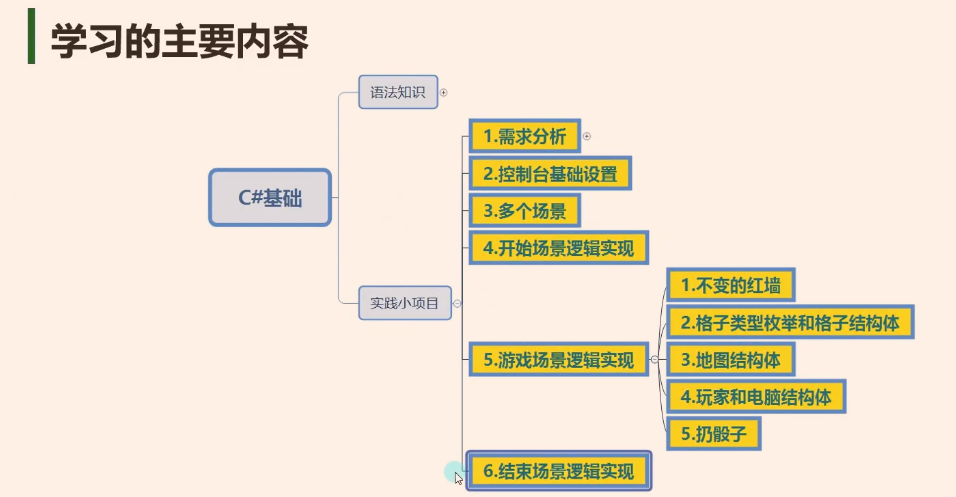 学习的主要内容
语法知识
1.需求分析
2.控制台基础设置
C#基础
3.多个场景
4.开始场景逻辑实现
1.不变的红墙
实践小项目
2.格子类型枚举和格子结构体
5.游戏场景逻辑实现
3.地图结构体
4.玩家和电脑结构体
5.扔骰子
6.结束场景逻辑实现